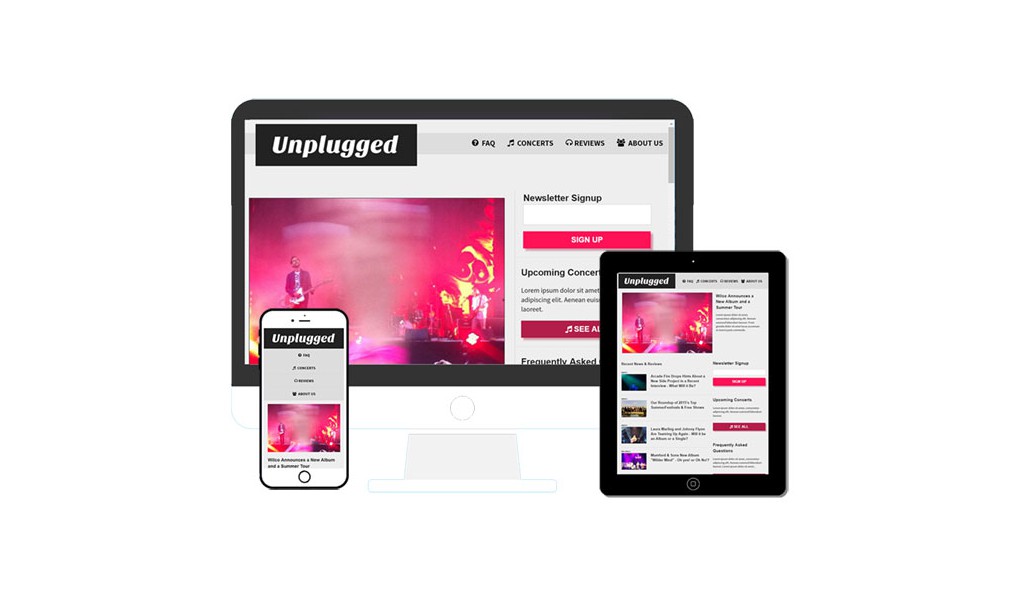 Unplugged
FAQ
CONCERTS
REVIEWS
ABOUT US
Newsletter Signup
SIGN UP
Upcoming Concert
Lorem ipsum dolor sit amet
adipiscing elit. Aenean euis
laoreet.
SEE AL
Frequently Asked
Unplugged
FAQ
CONCERTS
REVIEWS
ABOUT US
Wilco Announces a New Album
and a Summer Tour
Unplugged
FAQ
CONCERTS
REVIEWS
ABOUT US
Wilco Announces a
New Album and a
Summer Tour
Recent News & Reviews
Arcade Fire Drops Hints About a
New Side Project in a Recent
Interview - What Will it Be?
Our Roundup of 2015's Top
Summer Festivals & Free Shows
Laura Marling and Johnny Flynn
Are Teaming Up Again - Will it be
an Album or a Single?
Mumford & Sons New Album
"Wilder Mind" - Oh yes! or Oh No?
Newsletter Signup
SIGN UP
Upcoming Concerts
SEE ALL
Frequently Asked
Questions